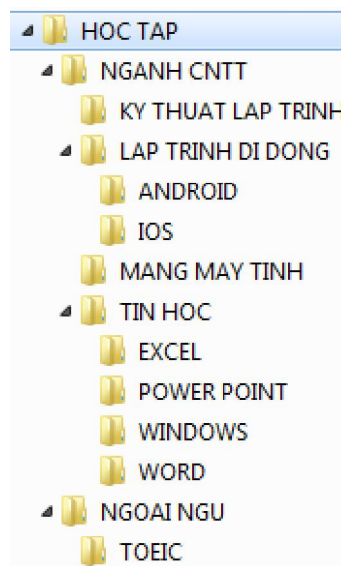 HOC TAP
NGANH CNTT
KY THUAT LAP TRINH
LAP TRINH DI DONG
ANDROID
IOS
MANG MAY TINH
TIN HOC
EXCEL
POWER POINT
WINDOWS
WORD
NGOAI NGU
TOEIC